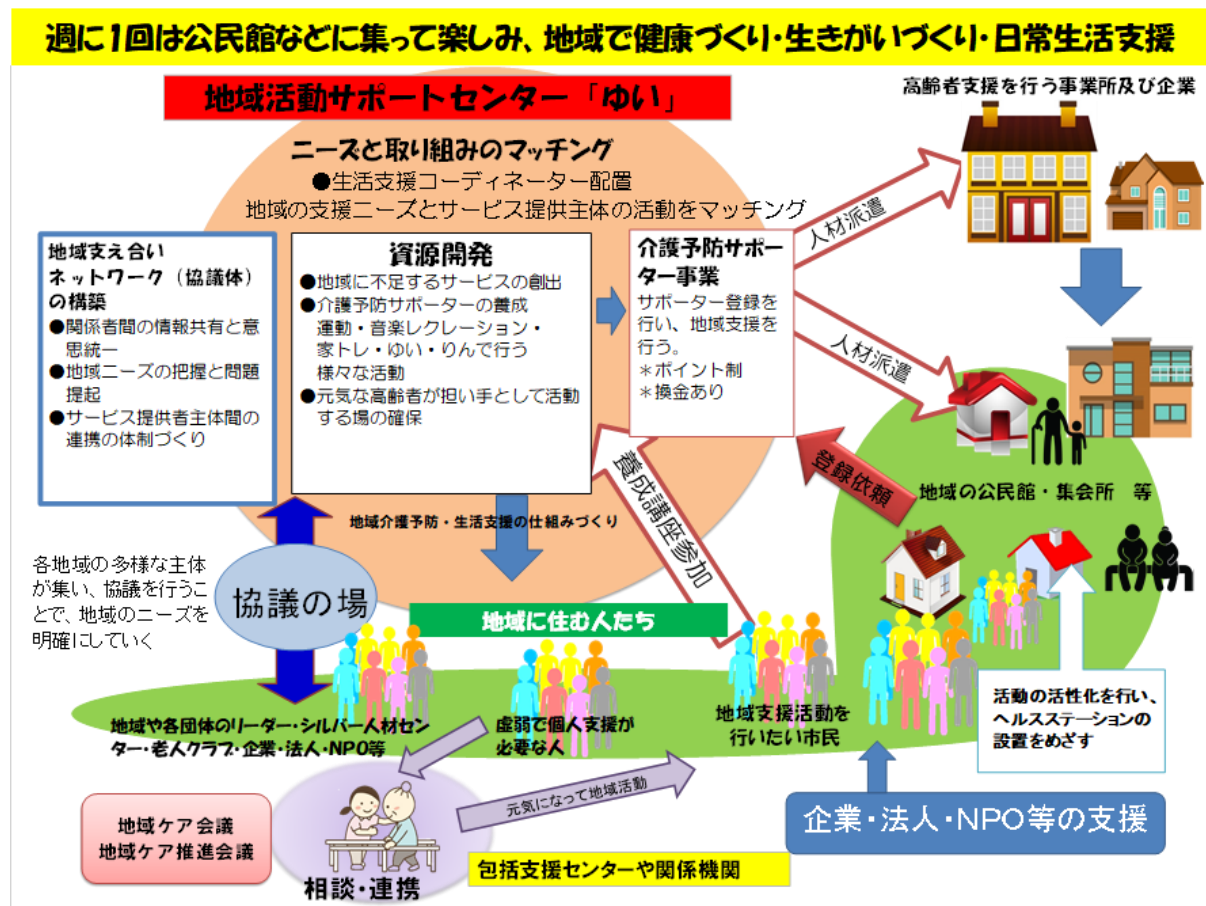 週に1回は公民館などに集って楽しみ、地域で健康づくり・生きがいづくり・日常生活支援
地域活動サポートセンター「ゆい」
高齢者支援を行う事業所及び企業
ニーズと取り組みのマッチング
●生活支援コーディネーター配置
地域の支援ニーズとサービス提供主体の活動をマッチング
地域支え合い
ネットワーク（協議体）
の構築
●関係者間の情報共有と意
思統一
●地域ニーズの把握と問題
提起
●サービス提供者主体間の
連携の体制づくり
資源開発
●地域に不足するサービスの創出
●介護予防サポーターの養成
運動・音楽レクレーション・
家トレ・ゆい・りんで行う
様々な活動
●元気な高齢者が担い手として活動
する場の確保
介護予防サポ
ーター事業
サポーター登録を
行い、地域支援を
行う。
＊ポイント制
＊換金あり
人材派遣
人材派遣
登録依頼
地域の公民館・集会所　等
養成講座参加
地域介護予防・生活支援の仕組みづくり
各地域の多様な主体
が集い、協議を行うこ
とで、地域のニーズを
明確にしていく
協議の場
地域に住む人たち
地域や各団体のリーダー・シルバー人材セン
ター・老人クラブ・企業・法人・NPO等
虚弱で個人支援が
必要な人
地域支援活動を
行いたい市民
活動の活性化を行い、
ヘルスステーションの
設置をめざす
元気になって地域活動
企業・法人・NPO等の支援
地域ケア会議
地域ケア推進会議
相談・連携
包括支援センターや関係機関